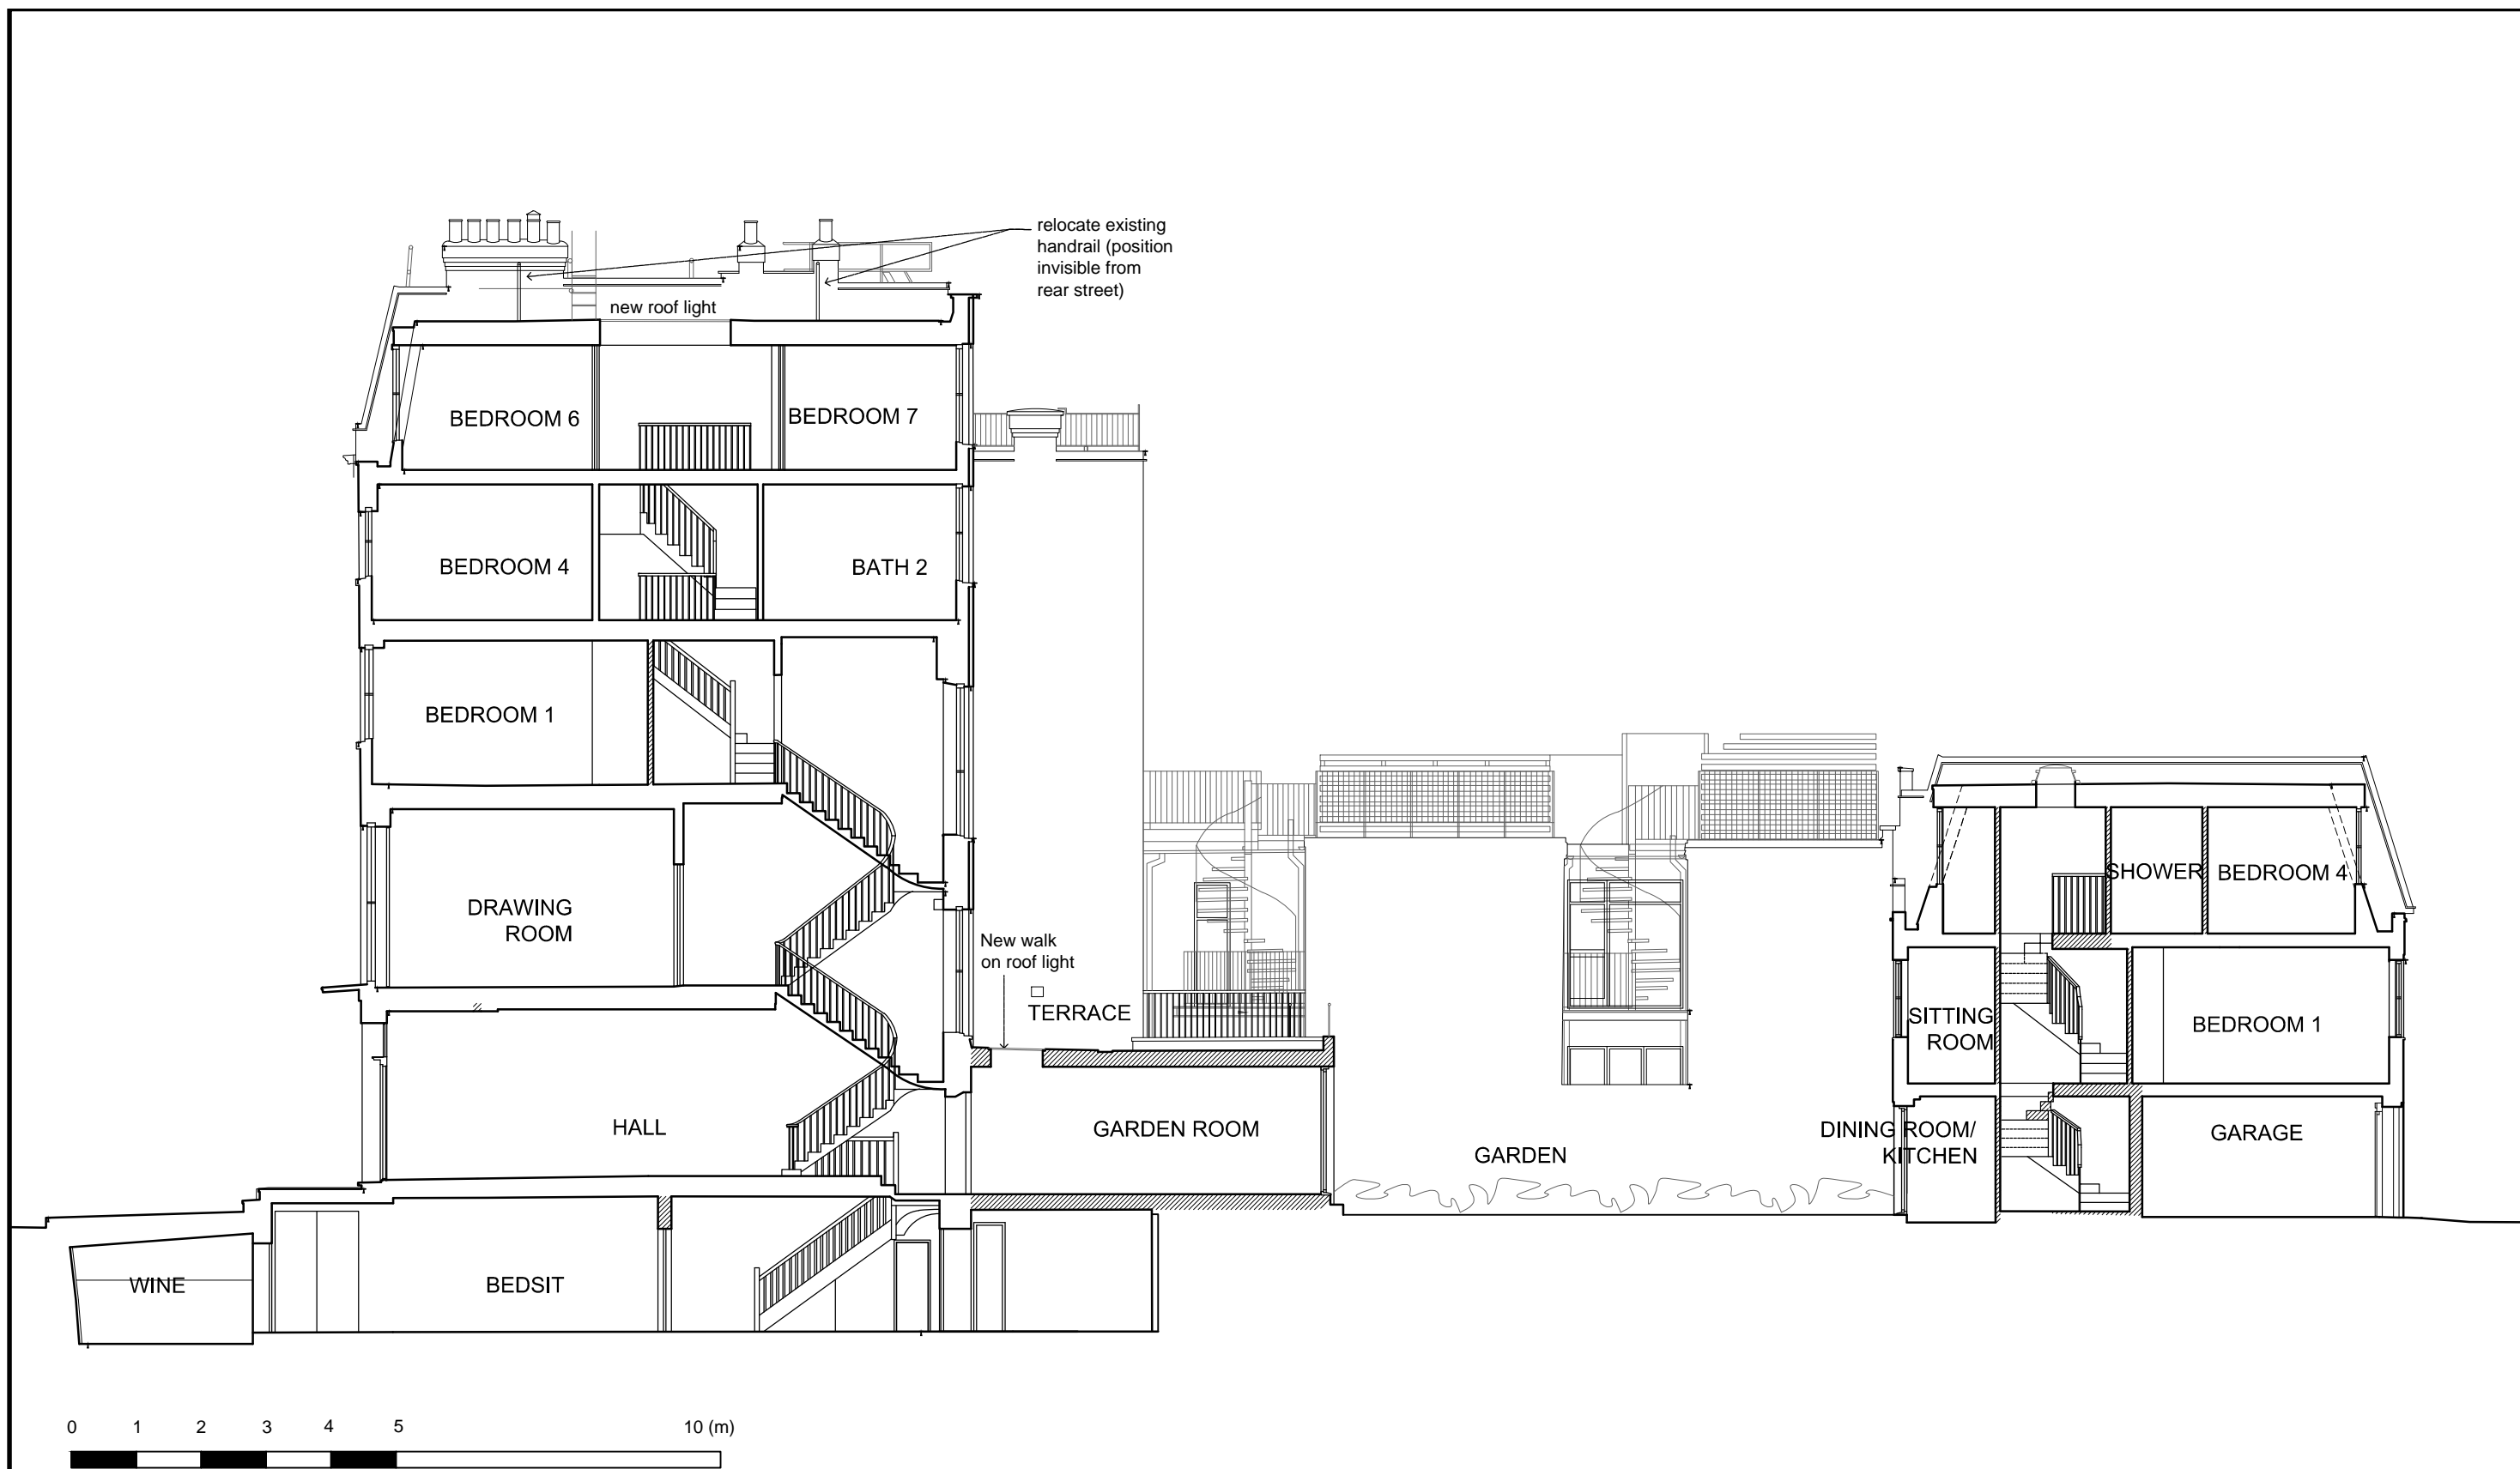 relocate existing
handrail (position
invisible from
rear street)
new roof light
BEDROOM 6
BEDROOM 7
BEDROOM 4
BATH 2
BEDROOM 1
DRAWING
ROOM
New walk
on roof light
TERRACE
HALL
GARDEN ROOM
GARDEN
WINE
BEDSIT
SHOWER
BEDROOM 4
SITTING
ROOM
BEDROOM 1
DINING ROOM/
KITCHEN
GARAGE
0 1 2 3 4 5 10 (m)